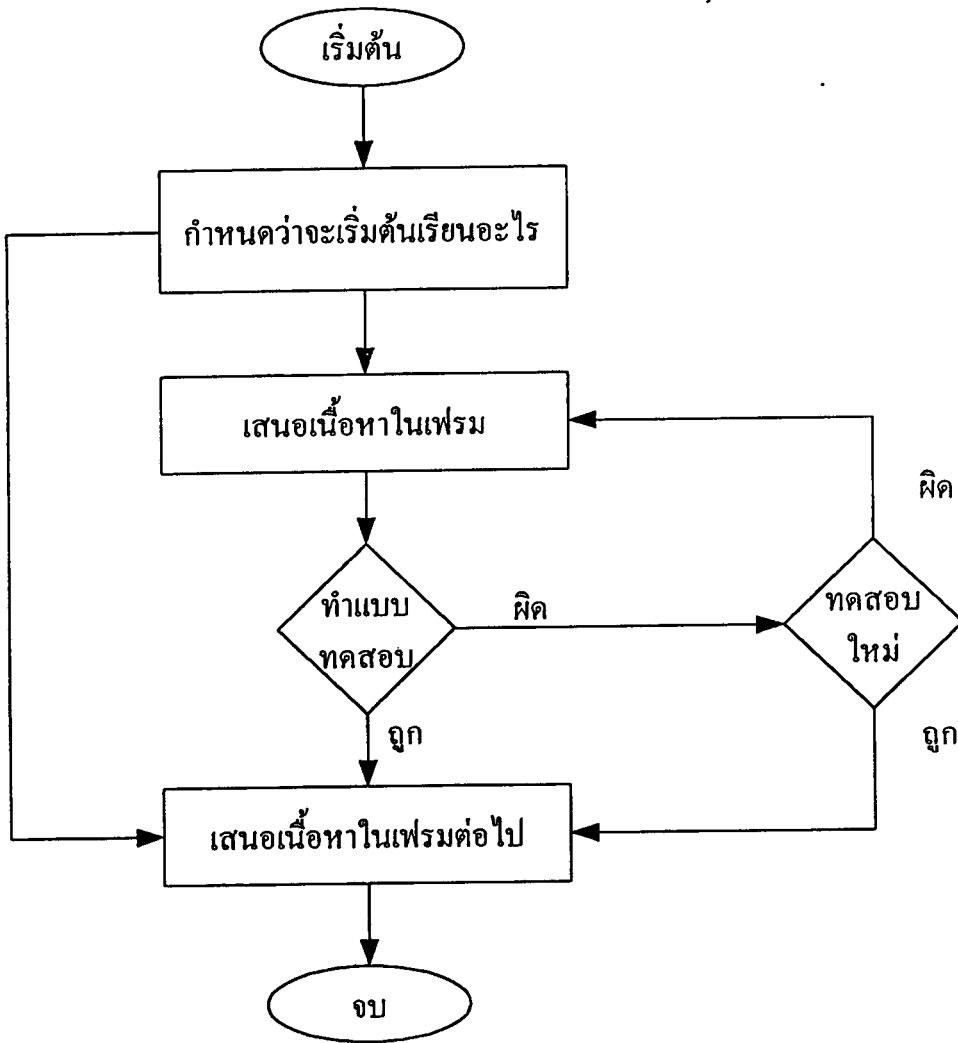 เริ่มต้น
กำหนดว่าจะเริ่มต้นเรียนอะไร
เสนอเนื้อหาในเฟรม
ผิด
ทำแบบ
ทดสอบ
ผิด
ทดสอบ
ใหม่
ถูก
ถูก
เสนอเนื้อหาในเฟรมต่อไป
จบ